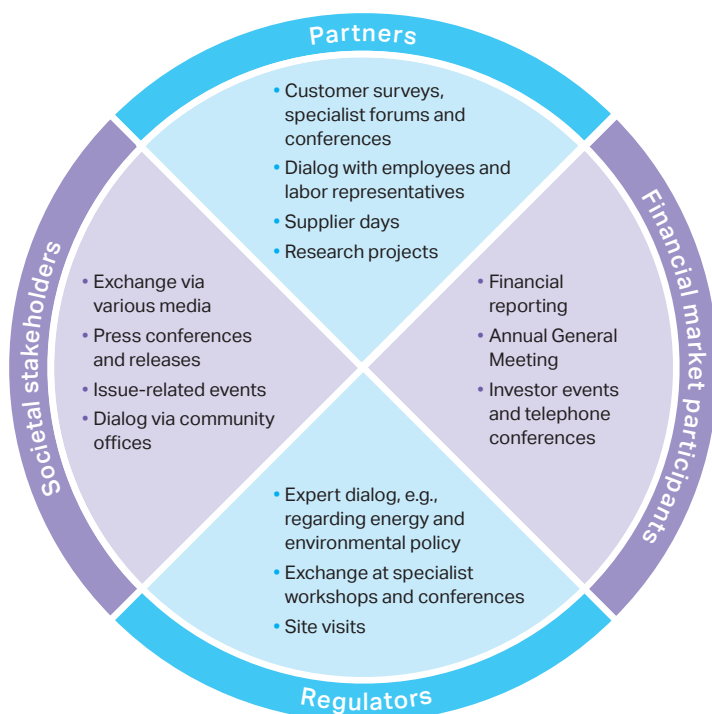 Partners
• Customer surveys,
specialist forums and
conferences
• Dialog with employees and
labor representatives
• Supplier days
• Research projects
Societal stakeholders
• Exchange via
various media
• Press conferences
and releases
• Issue-related events
• Dialog via community
offices
Financial market participants
• Financial
reporting
• Annual General
Meeting
• Investor events
and telephone
conferences
• Expert dialog, e.g.,
regarding energy and
environmental policy
• Exchange at specialist
workshops and conferences
• Site visits
Regulators